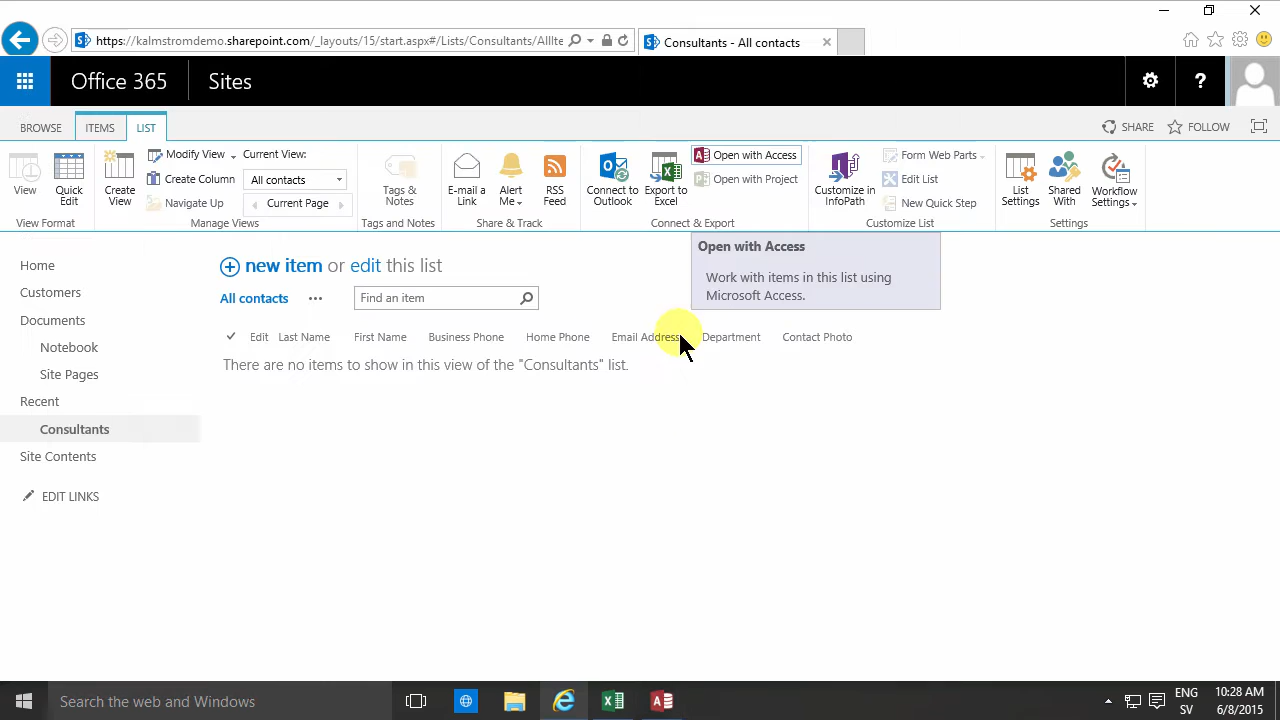 https://kalmstromdemo.sharepoint.com/_layouts/15/start.aspx#/Lists/Consultants/AllIte
Consultants - All contacts
Office 365
Sites
?
BROWSE
ITEMS
LIST
SHARE
FOLLOW
View
Quick Edit
View Format
Create View
Modify View
Create Column
Navigate Up
Current View:
All contacts
Current Page
Manage Views
Tags & Notes
Tags and Notes
E-mail a Link
Alert Me
RSS Feed
Share & Track
Connect to Outlook
Export to Excel
Open with Access
Open with Project
Connect & Export
Customize in InfoPath
Form Web Parts
Edit List
New Quick Step
Customize List
List Settings
Shared With
Workflow Settings
Settings
Open with Access
Work with items in this list using
Microsoft Access.
Home
Customers
Documents
Notebook
Site Pages
Recent
Consultants
Site Contents
EDIT LINKS
new item or edit this list
All contacts
Find an item
Edit Last Name First Name Business Phone Home Phone Email Address Department Contact Photo
There are no items to show in this view of the "Consultants" list.
Search the web and Windows
ENG
SV
10:28 AM
6/8/2015